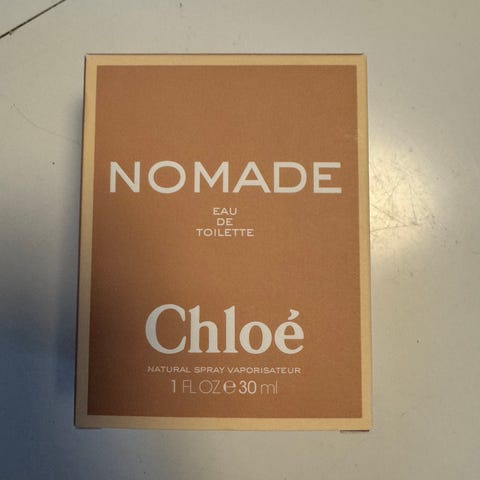 NOMADE
EAU
DE
TOILETTE
Chloé
NATURAL SPRAY VAPORISATEUR
1 FL OZ ℮ 30 ml